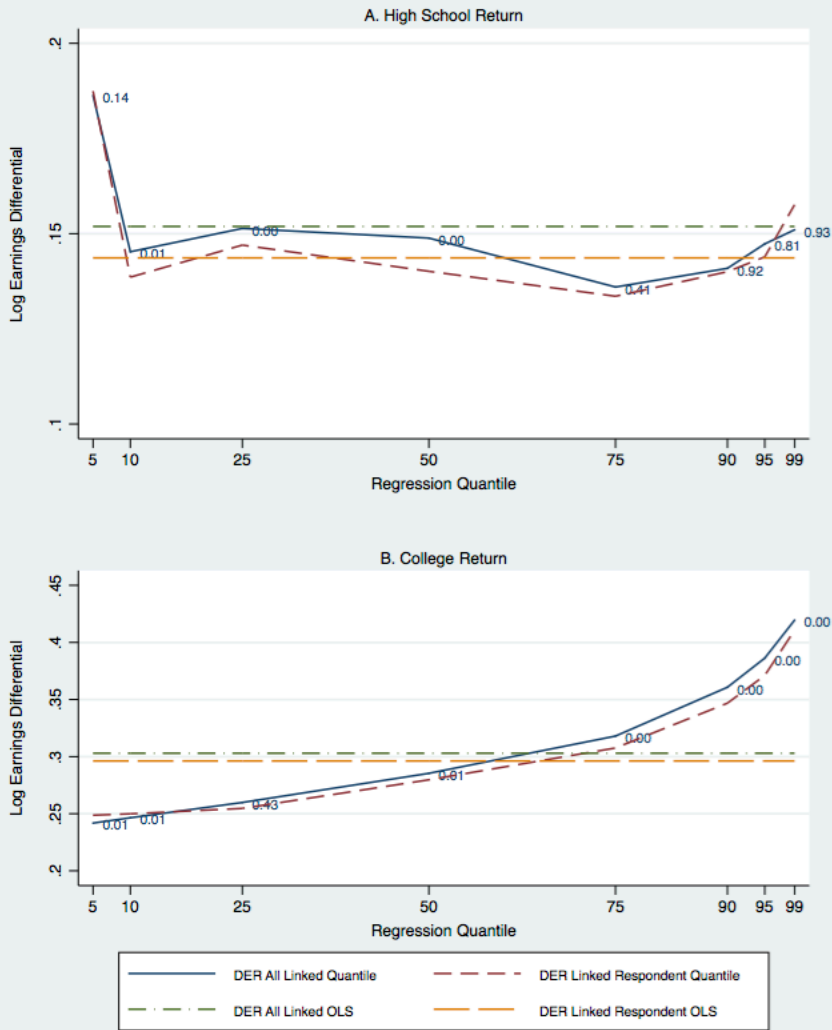 A. High School Return
.2
.15
.1
Log Earnings Differential
0.14
0.01
0.00
0.00
0.41
0.92
0.81
0.93
5 10 25 50 75 90 95 99
Regression Quantile
B. College Return
.45
.4
.35
.3
.25
.2
Log Earnings Differential
0.01
0.01
0.43
0.01
0.00
0.00
0.00
0.00
5 10 25 50 75 90 95 99
Regression Quantile
DER All Linked Quantile DER Linked Respondent Quantile
DER All Linked OLS DER Linked Respondent OLS